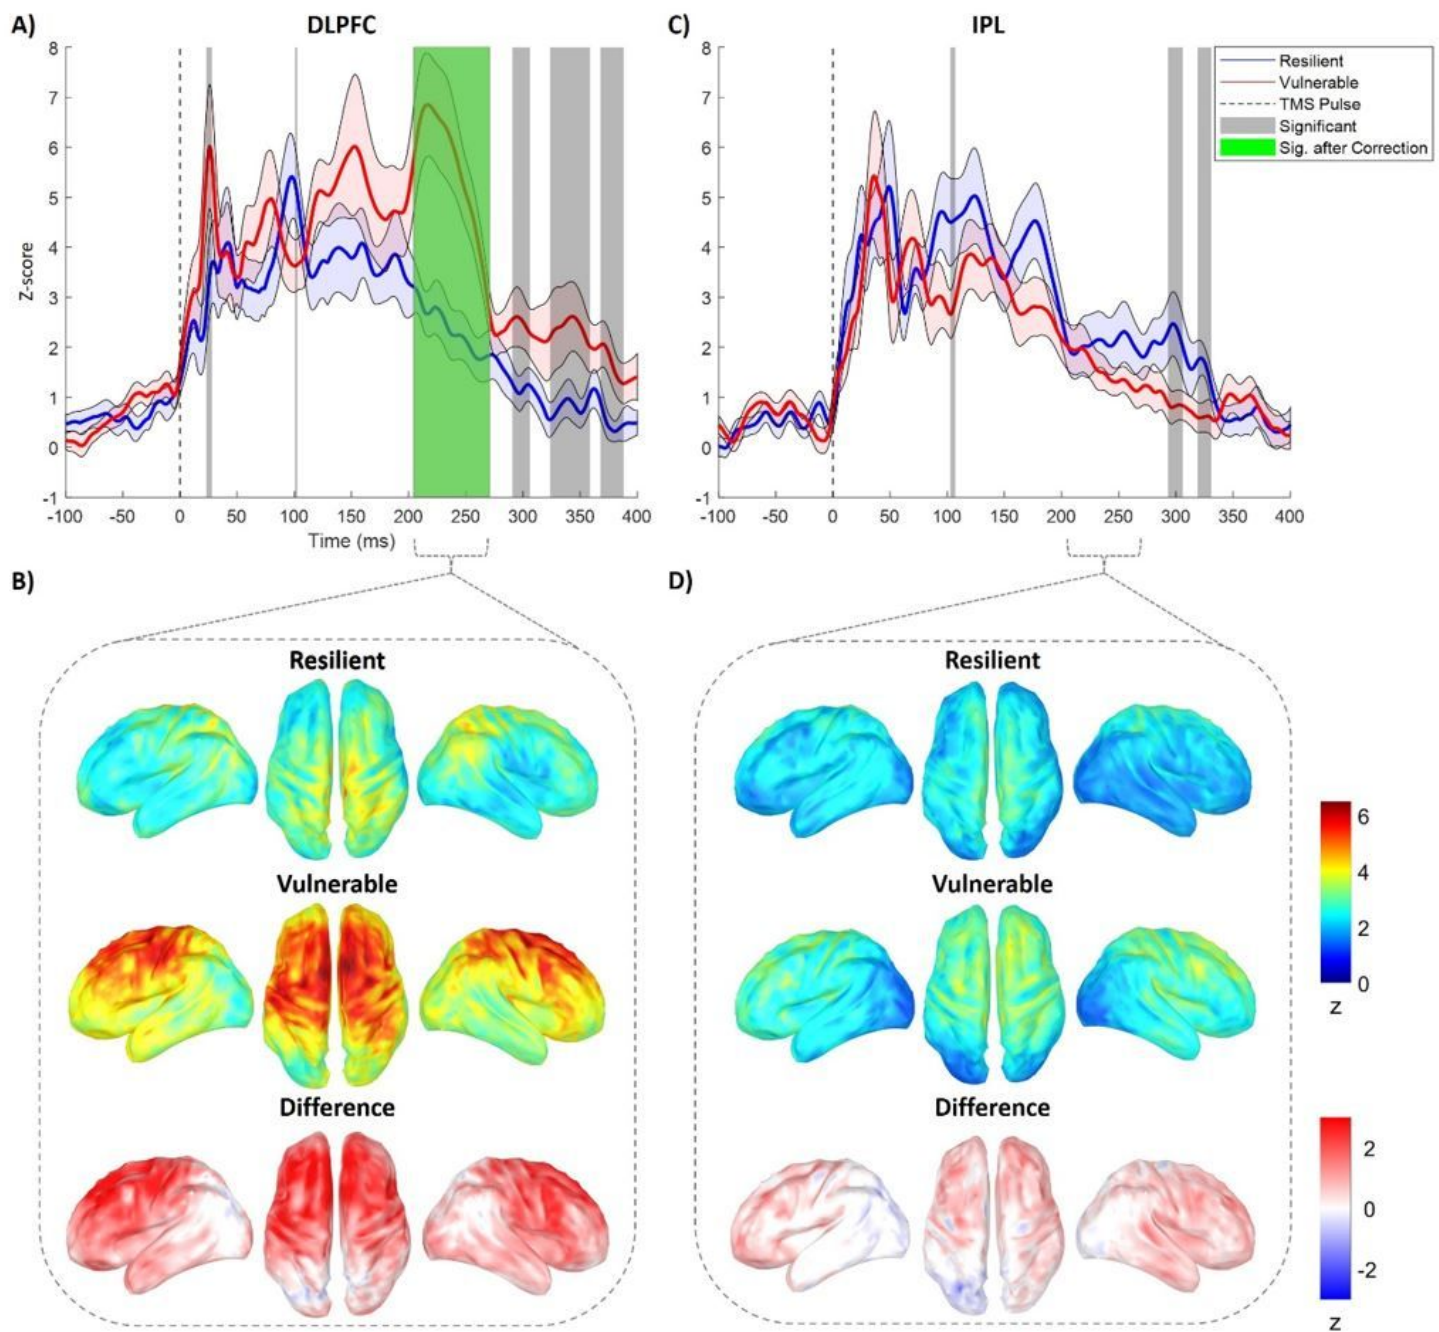 A)
DLPFC
8
7
6
5
4
3
2
1
0
-1
Z-score
-100 -50 0 50 100 150 200 250 300 350 400
Time (ms)
C)
IPL
8
7
6
5
4
3
2
1
0
-1
-100 -50 0 50 100 150 200 250 300 350 400
Resilient
Vulnerable
TMS Pulse
Significant
Sig. after Correction
B)
Resilient
Vulnerable
Difference
D)
Resilient
Vulnerable
Difference
6
4
2
0
z
2
0
-2
z